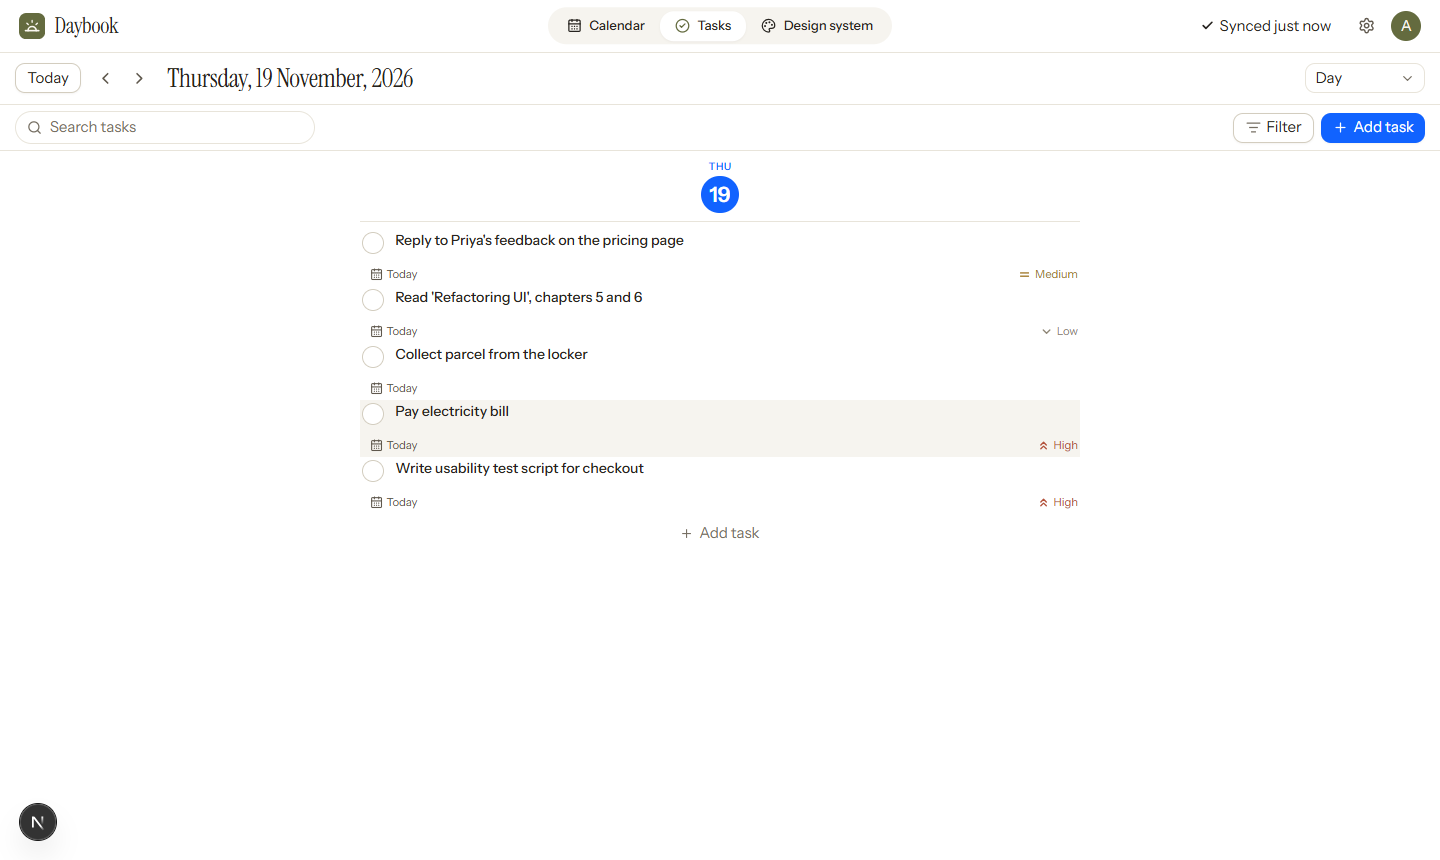 Daybook
Calendar
Tasks
Design system
Synced just now
A
Today
Thursday, 19 November, 2026
Day
Search tasks
Filter
Add task
THU
19
Reply to Priya's feedback on the pricing page
Today
Medium
Read 'Refactoring UI', chapters 5 and 6
Today
Low
Collect parcel from the locker
Today
Pay electricity bill
Today
High
Write usability test script for checkout
Today
High
Add task
N